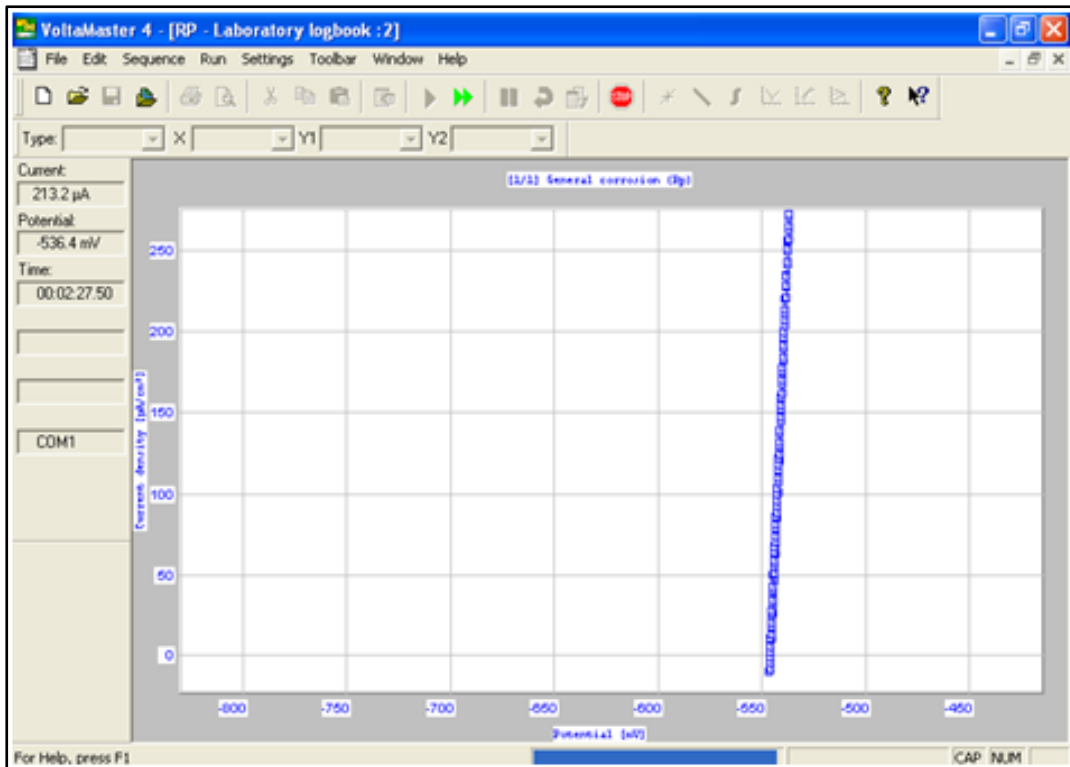 VoltaMaster 4 - [RP - Laboratory logbook :2]
File Edit Sequence Run Settings Toolbar Window Help
STOP
Type: X Y1 Y2
Current:
213.2 µA
Potential:
-536.4 mV
Time:
00:02:27.50
COM1
[1/1] General corrosion (Rp)
Current density [µA/cm²]
250
200
150
100
50
0
-800 -750 -700 -650 -600 -550 -500 -450
Potential [mV]
For Help, press F1 CAP NUM